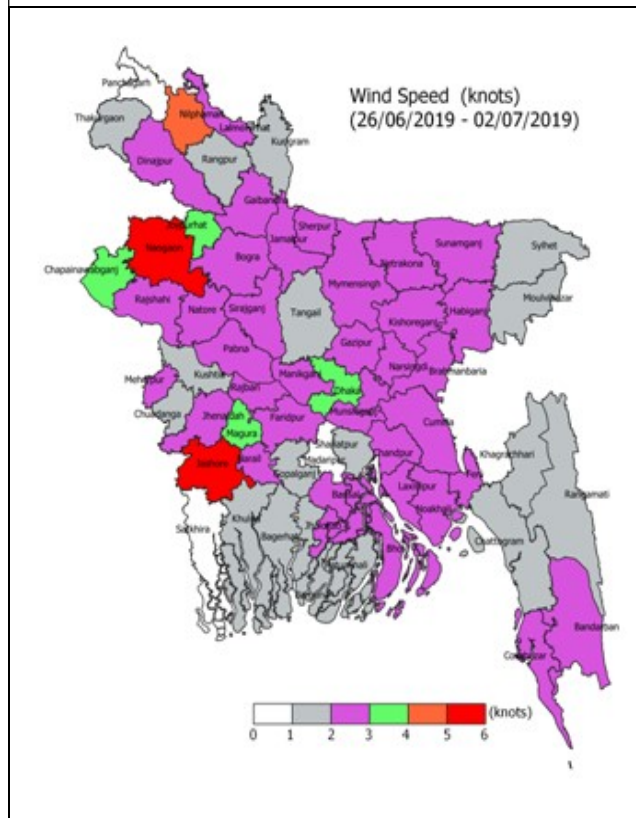 Wind Speed (knots)
(26/06/2019 - 02/07/2019)
Panchagarh
Thakurgaon
Nilphamari
Lalmonirhat
Dinajpur
Rangpur
Kurigram
Gaibandha
Joypurhat
Naogaon
Sherpur
Jamalpur
Sunamganj
Sylhet
Chapainawabganj
Bogra
Mymensingh
Netrakona
Moulvibazar
Rajshahi
Natore
Sirajganj
Tangail
Kishoreganj
Habiganj
Pabna
Gazipur
Kushtia
Manikganj
Narsingdi
Brahmanbaria
Meherpur
Rajbari
Dhaka
Chuadanga
Jhenaidah
Faridpur
Munshiganj
Magura
Cumilla
Shariatpur
Jashore
Narail
Madaripur
Chandpur
Khagrachhari
Gopalganj
Feni
Laxmipur
Rangamati
Satkhira
Khulna
Barisal
Noakhali
Bagerhat
Jhalokati
Chattogram
Bhola
Patuakhali
Bandarban
(knots)
0 1 2 3 4 5 6